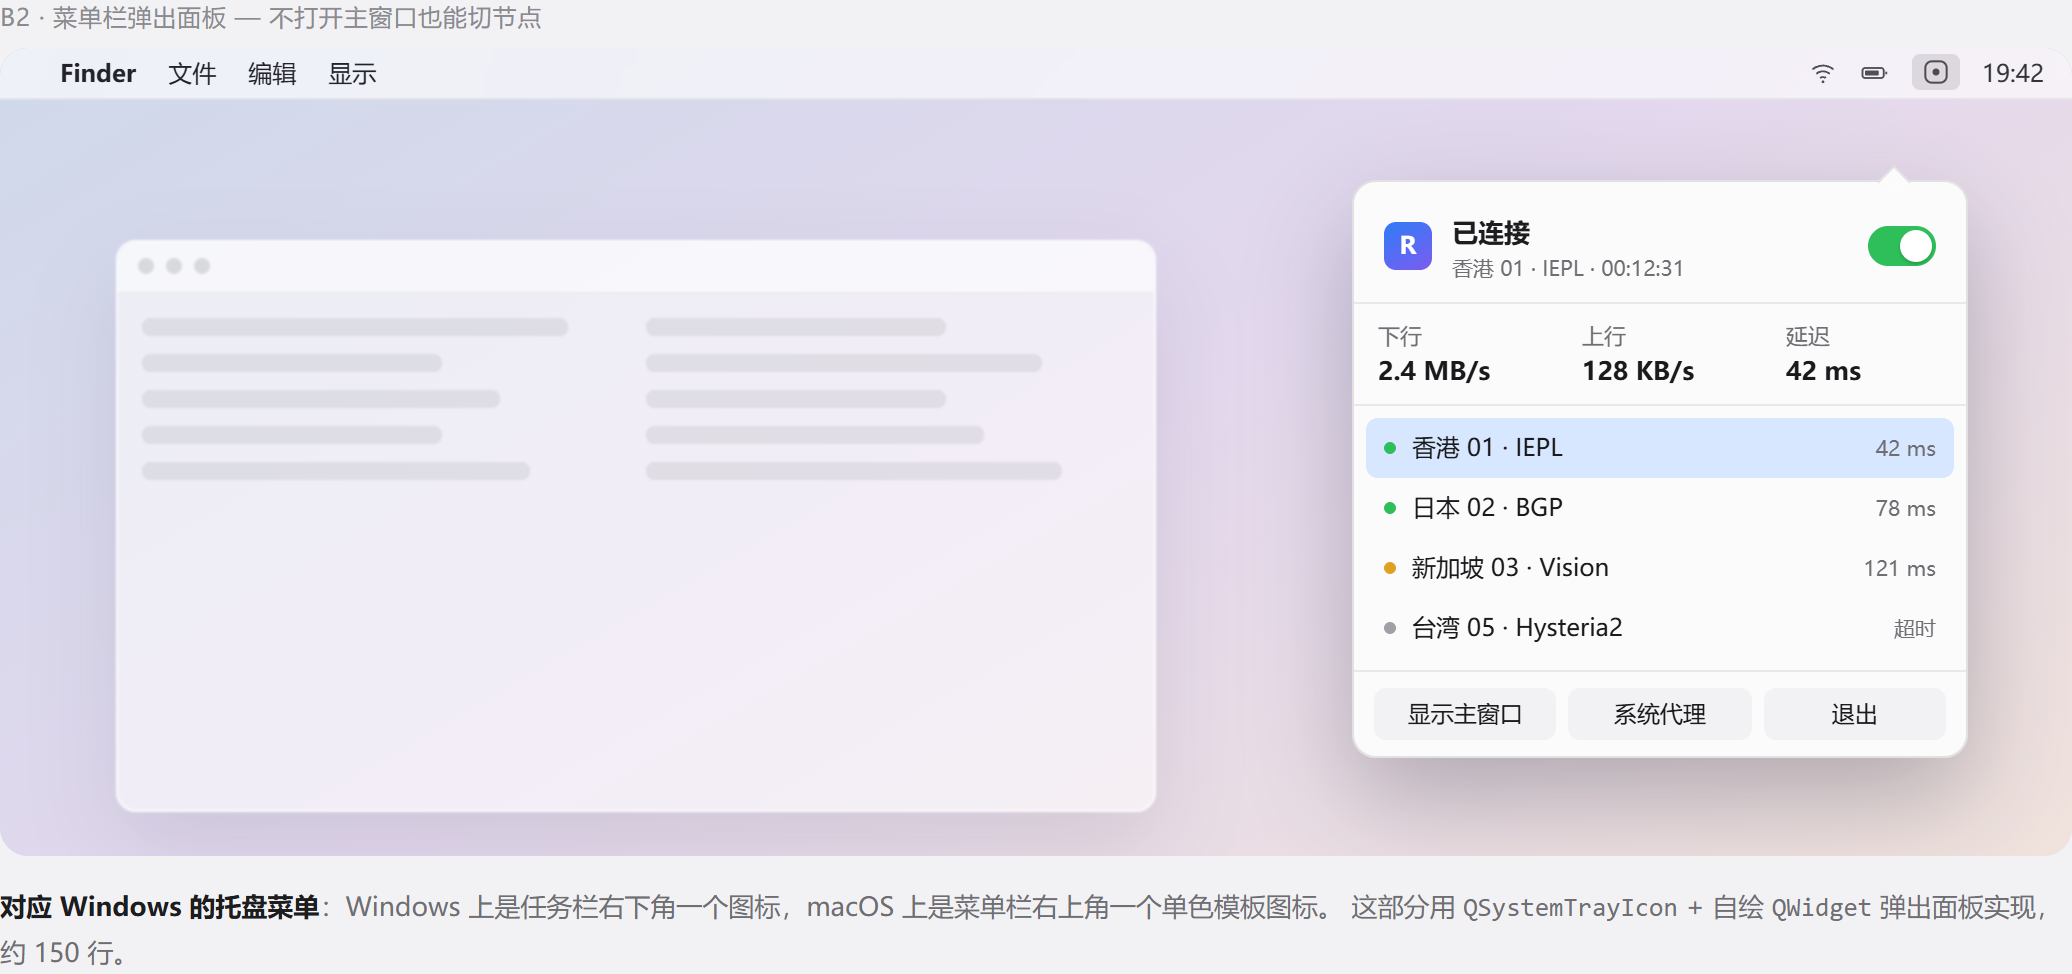 B2 · 菜单栏弹出面板 — 不打开主窗口也能切节点
Finder 文件 编辑 显示 19:42
R
已连接
香港 01 · IEPL · 00:12:31
下行 上行 延迟
2.4 MB/s 128 KB/s 42 ms
香港 01 · IEPL 42 ms
日本 02 · BGP 78 ms
新加坡 03 · Vision 121 ms
台湾 05 · Hysteria2 超时
显示主窗口 系统代理 退出
对应 Windows 的托盘菜单：Windows 上是任务栏右下角一个图标，macOS 上是菜单栏右上角一个单色模板图标。 这部分用 QSystemTrayIcon + 自绘 QWidget 弹出面板实现，
约 150 行。